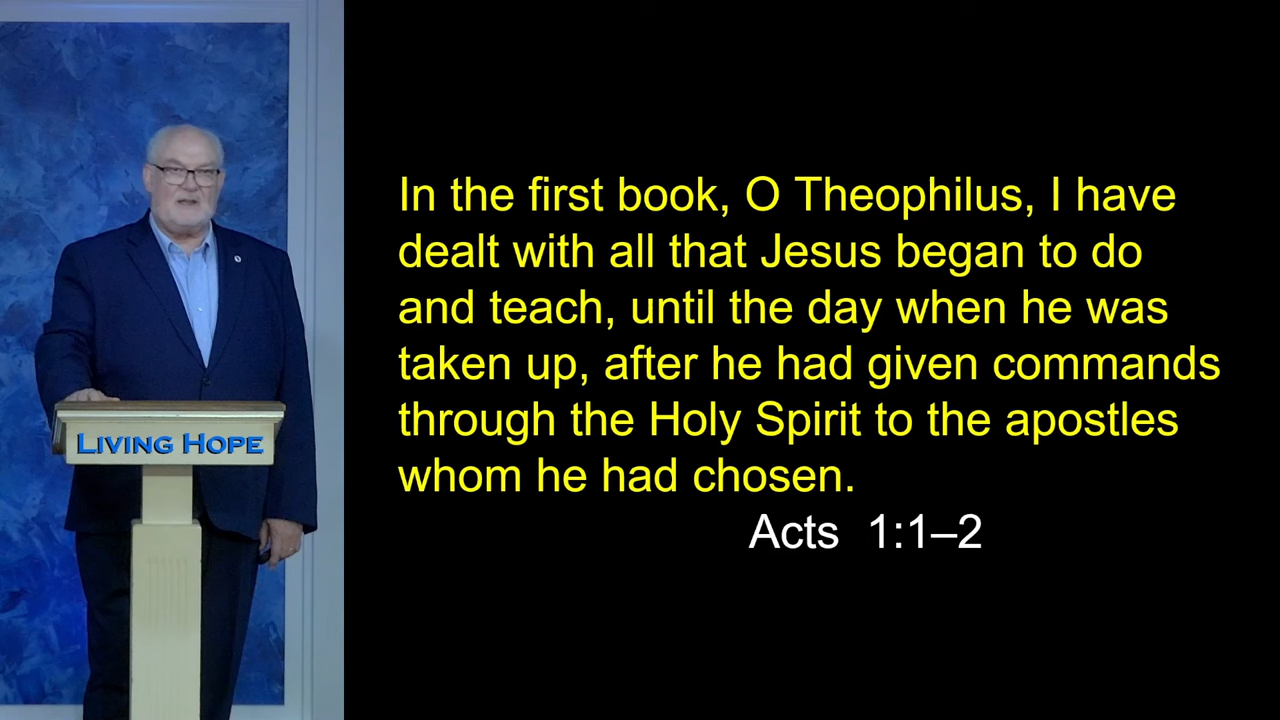 LIVING HOPE
In the first book, O Theophilus, I have
dealt with all that Jesus began to do
and teach, until the day when he was
taken up, after he had given commands
through the Holy Spirit to the apostles
whom he had chosen.
Acts 1:1–2